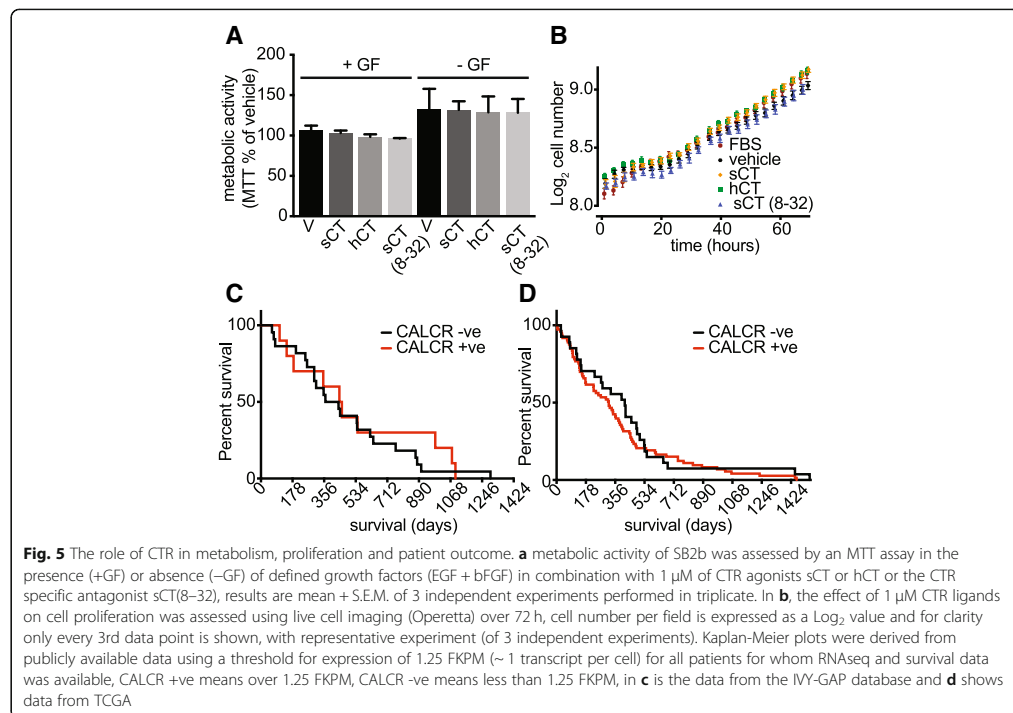 A
200
150
100
50
0
metabolic activity
(MTT % of vehicle)
+ GF
- GF
<
sCT
hCT
sCT
(8-32)
<
sCT
hCT
sCT
(8-32)
B
9.0
8.5
8.0
Log2 cell number
FBS
vehicle
sCT
hCT
sCT (8-32)
0
20
40
60
time (hours)
C
100
50
0
Percent survival
CALCR -ve
CALCR +ve
0
178
356
534
712
890
1068
1246
1424
survival (days)
D
100
50
0
Percent survival
CALCR -ve
CALCR +ve
0
178
356
534
712
890
1068
1246
1424
survival (days)
Fig. 5 The role of CTR in metabolism, proliferation and patient outcome. a metabolic activity of SB2b was assessed by an MTT assay in the
presence (+GF) or absence (−GF) of defined growth factors (EGF + bFGF) in combination with 1 μM of CTR agonists sCT or hCT or the CTR
specific antagonist sCT(8–32), results are mean + S.E.M. of 3 independent experiments performed in triplicate. In b, the effect of 1 μM CTR ligands
on cell proliferation was assessed using live cell imaging (Operetta) over 72 h, cell number per field is expressed as a Log2 value and for clarity
only every 3rd data point is shown, with representative experiment (of 3 independent experiments). Kaplan-Meier plots were derived from
publicly available data using a threshold for expression of 1.25 FKPM (~ 1 transcript per cell) for all patients for whom RNAseq and survival data
was available, CALCR +ve means over 1.25 FKPM, CALCR -ve means less than 1.25 FKPM, in c is the data from the IVY-GAP database and d shows
data from TCGA